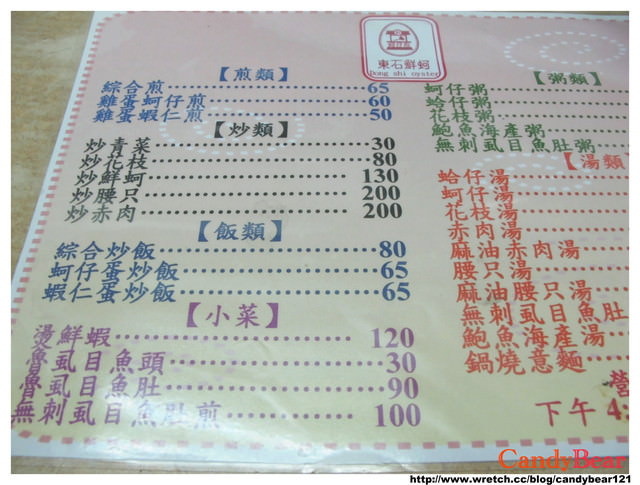 東石鮮蚵
Dong shi oyster
【煎類】
綜合煎 65
雞蛋蚵仔煎 60
雞蛋蝦仁煎 50
【炒類】
炒青菜 30
炒花枝 80
炒鮮蚵 130
炒腰只 200
炒赤肉 200
【飯類】
綜合炒飯 80
蚵仔蛋炒飯 65
蝦仁蛋炒飯 65
【小菜】
燙鮮蝦 120
魯虱目魚頭 30
魯虱目魚肚 90
無刺虱目魚肚煎 100
【粥類】
蚵仔粥
蛤仔粥
花枝粥
鮑魚海產粥
無刺虱目魚肚粥
【湯類
蛤仔湯
蚵仔湯
花枝湯
赤肉湯
麻油赤肉湯
腰只湯
麻油腰只湯
無刺虱目魚肚
鮑魚海產湯
鍋燒意麵
營
下午 4:
CandyBear
http://www.wretch.cc/blog/candybear121